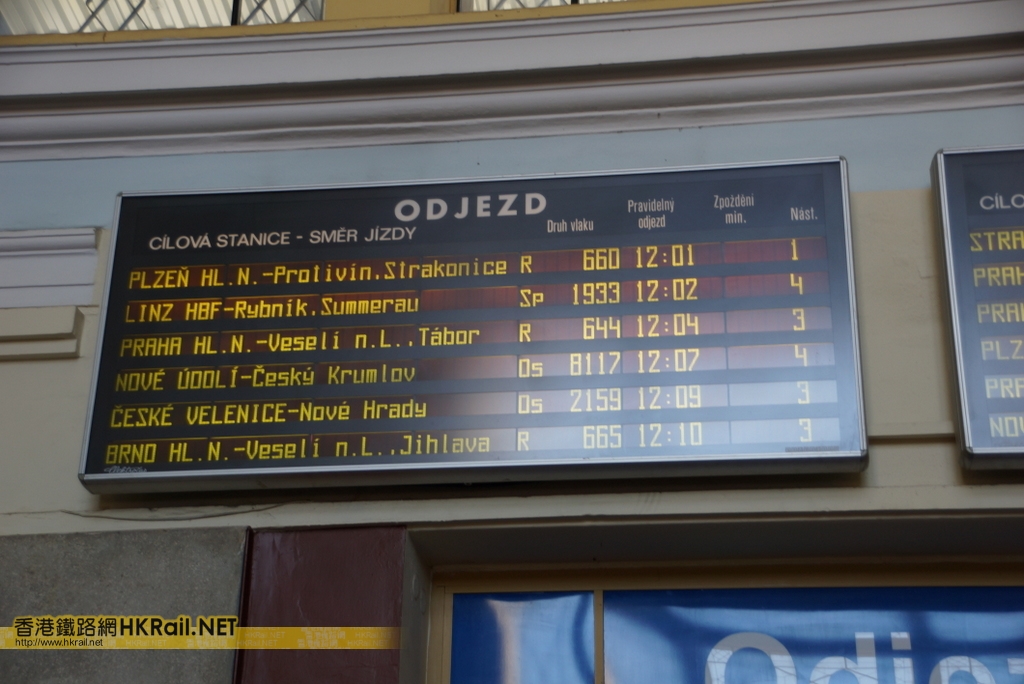 ODJEZD
CÍLOVÁ STANICE - SMĚR JÍZDY Druh vlaku Pravidelný odjezd Zpoždění min. Nást.
PLZEŇ HL.N.-Protivín,Strakonice R 660 12:01 1
LINZ HBF-Rybník,Summerau Sp 1933 12:02 4
PRAHA HL.N.-Veselí n.L.,Tábor R 644 12:04 3
NOVÉ ÚDOLÍ-Český Krumlov Os 8117 12:07 4
ČESKÉ VELENICE-Nové Hrady Os 2159 12:09 3
BRNO HL.N.-Veselí n.L.,Jihlava R 665 12:10 3
CÍLO
STRA
PRAH
PRAH
PLZ
PRA
NOV
Odjez
香港鐵路網HKRail.NET
http://www.hkrail.net